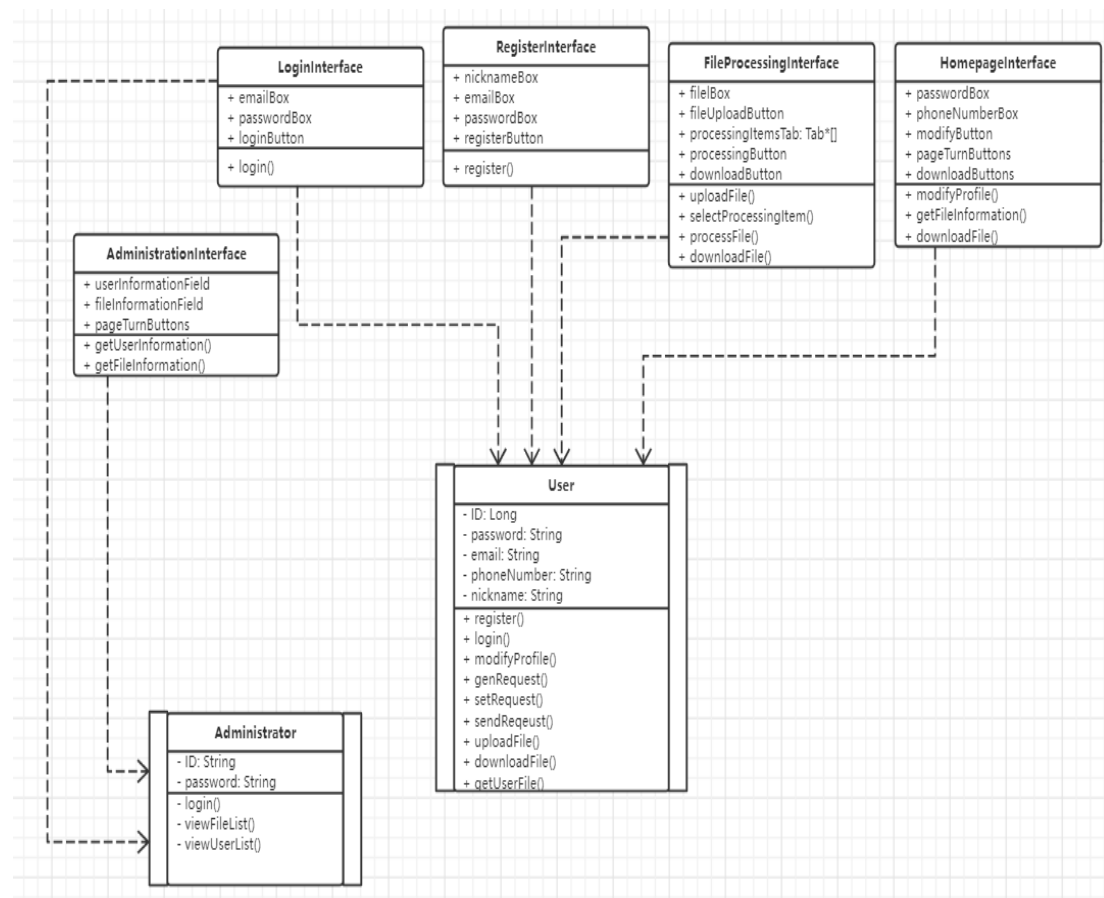 LoginInterface
+ emailBox
+ passwordBox
+ loginButton
+ login()
RegisterInterface
+ nicknameBox
+ emailBox
+ passwordBox
+ registerButton
+ register()
FileProcessingInterface
+ filelBox
+ fileUploadButton
+ processingItemsTab: Tab*[]
+ processingButton
+ downloadButton
+ uploadFile()
+ selectProcessingItem()
+ processFile()
+ downloadFile()
HomepageInterface
+ passwordBox
+ phoneNumberBox
+ modifyButton
+ pageTurnButtons
+ downloadButtons
+ modifyProfile()
+ getFileInformation()
+ downloadFile()
AdministrationInterface
+ userInformationField
+ fileInformationField
+ pageTurnButtons
+ getUserInformation()
+ getFileInformation()
User
- ID: Long
- password: String
- email: String
- phoneNumber: String
- nickname: String
+ register()
+ login()
+ modifyProfile()
+ genRequest()
+ setRequest()
+ sendReqeust()
+ uploadFile()
+ downloadFile()
+ getUserFile()
Administrator
- ID: String
- password: String
- login()
- viewFileList()
- viewUserList()